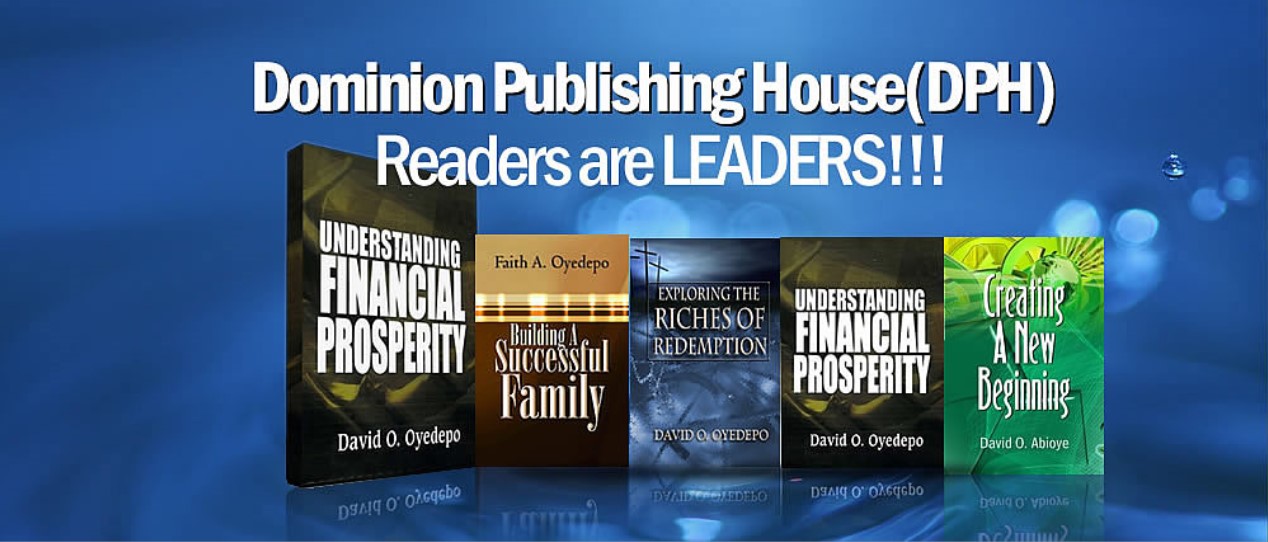 Dominion Publishing House(DPH)
Readers are LEADERS!!!
UNDERSTANDING
FINANCIAL
PROSPERITY
David O. Oyedepo
Faith A. Oyedepo
Building A
Successful
Family
EXPLORING THE
RICHES OF
REDEMPTION
DAVID O. OYEDEPO
UNDERSTANDING
FINANCIAL
PROSPERITY
David O. Oyedepo
Creating
A New
Beginning
David O. Abioye